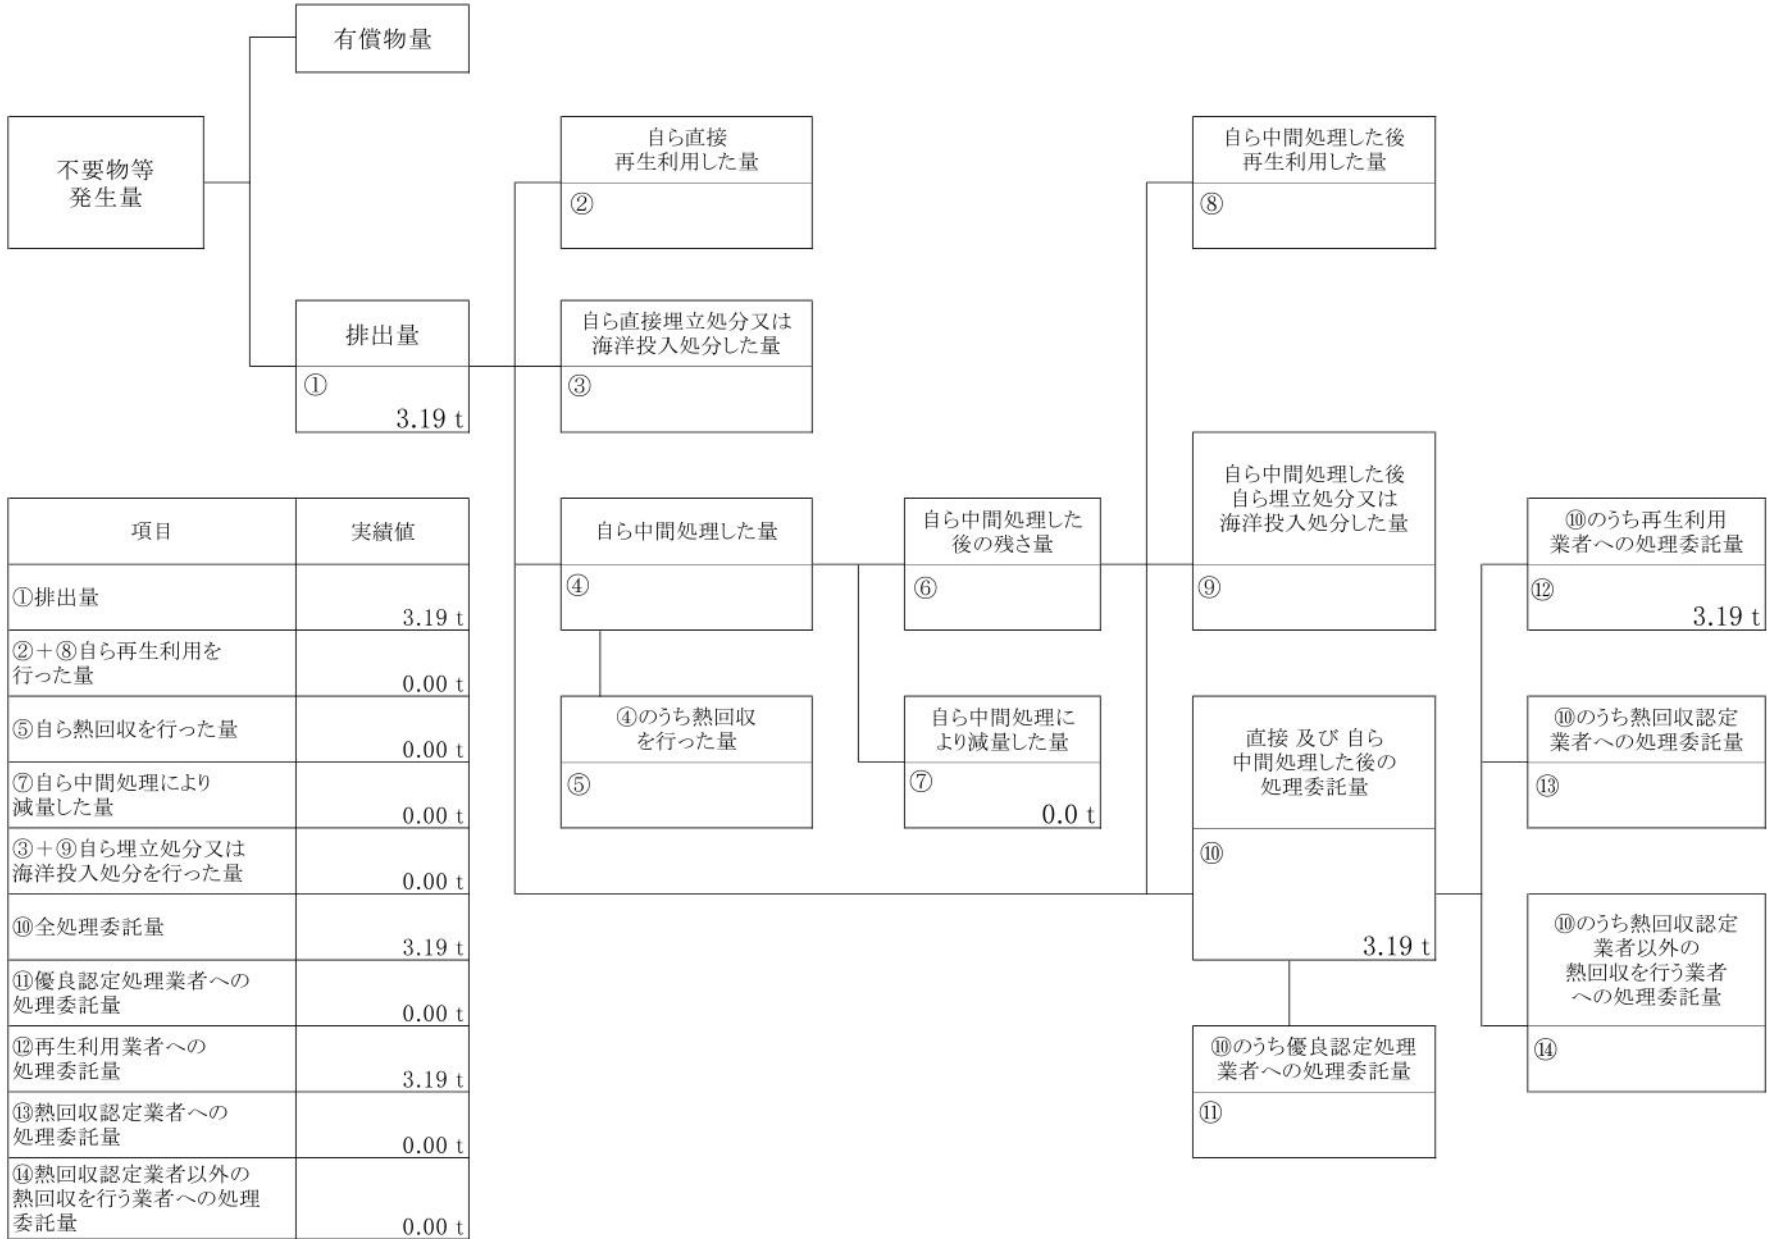 有償物量
不要物等
発生量
自ら直接
再生利用した量
②
自ら中間処理した後
再生利用した量
⑧
排出量
①
3.19 t
自ら直接埋立処分又は
海洋投入処分した量
③
自ら中間処理した量
④
自ら中間処理した
後の残さ量
⑥
自ら中間処理した後
自ら埋立処分又は
海洋投入処分した量
⑨
⑩のうち再生利用
業者への処理委託量
⑫
3.19 t
④のうち熱回収
を行った量
⑤
自ら中間処理に
より減量した量
⑦
0.0 t
直接 及び 自ら
中間処理した後の
処理委託量
⑩
3.19 t
⑩のうち熱回収認定
業者への処理委託量
⑬
⑩のうち熱回収認定
業者以外の
熱回収を行う業者
への処理委託量
⑭
⑩のうち優良認定処理
業者への処理委託量
⑪
項目 実績値
①排出量
3.19 t
②+⑧自ら再生利用を
行った量
0.00 t
⑤自ら熱回収を行った量
0.00 t
⑦自ら中間処理により
減量した量
0.00 t
③+⑨自ら埋立処分又は
海洋投入処分を行った量
0.00 t
⑩全処理委託量
3.19 t
⑪優良認定処理業者への
処理委託量
0.00 t
⑫再生利用業者への
処理委託量
3.19 t
⑬熱回収認定業者への
処理委託量
0.00 t
⑭熱回収認定業者以外の
熱回収を行う業者への処理
委託量
0.00 t